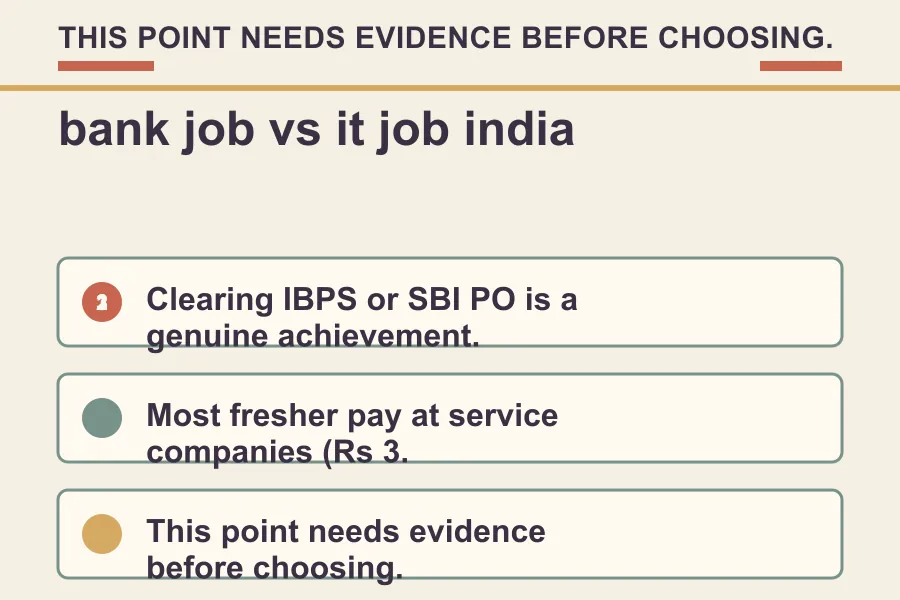 THIS POINT NEEDS EVIDENCE BEFORE CHOOSING.
bank job vs it job india
Clearing IBPS or SBI PO is a
genuine achievement.
Most fresher pay at service
companies (Rs 3.
This point needs evidence
before choosing.